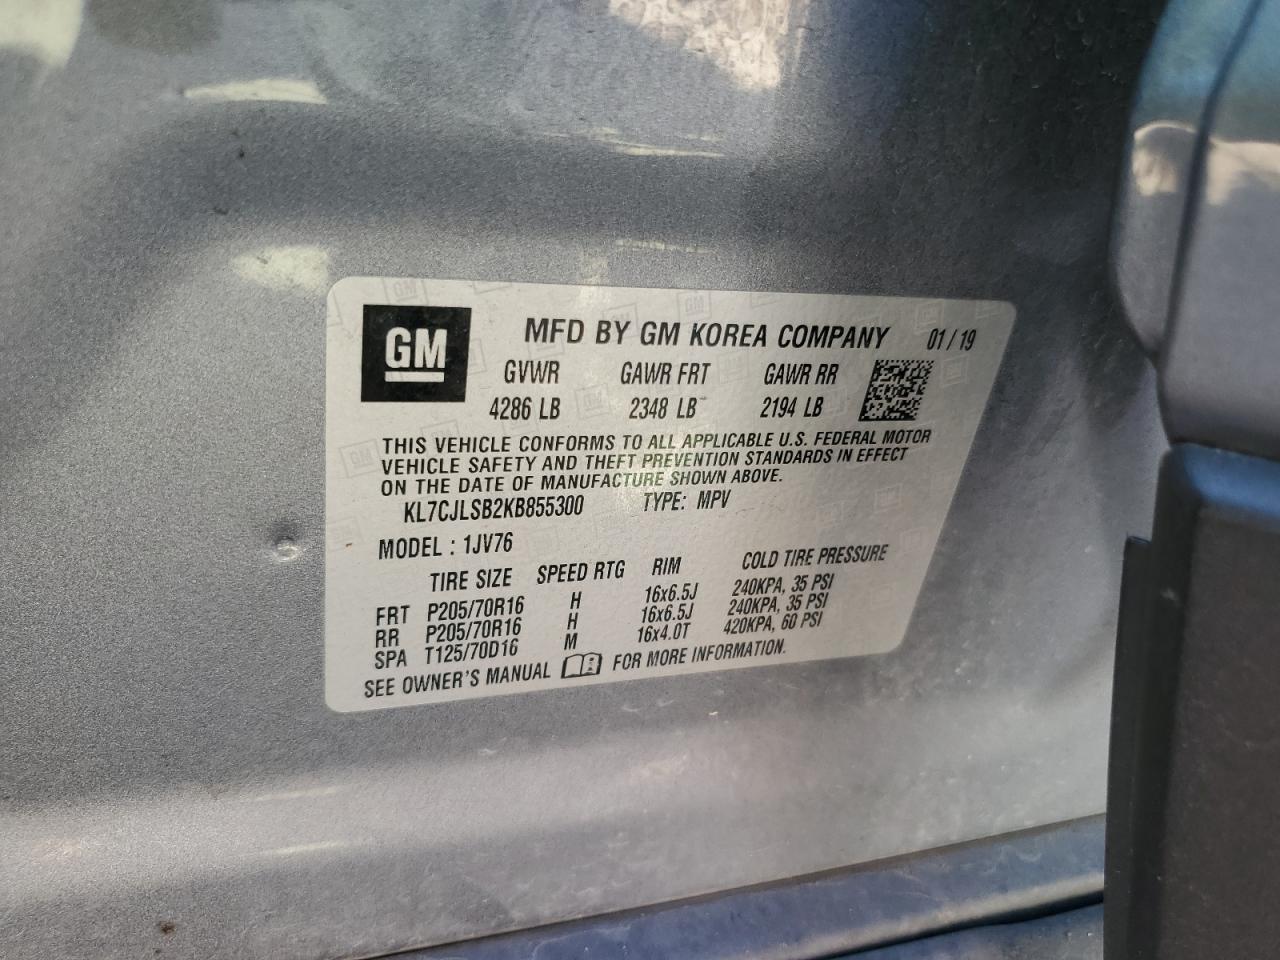 GM
MFD BY GM KOREA COMPANY 01/19
GVWR GAWR FRT GAWR RR
4286 LB 2348 LB 2194 LB
THIS VEHICLE CONFORMS TO ALL APPLICABLE U.S. FEDERAL MOTOR
VEHICLE SAFETY AND THEFT PREVENTION STANDARDS IN EFFECT
ON THE DATE OF MANUFACTURE SHOWN ABOVE.
KL7CJLSB2KB855300 TYPE: MPV
MODEL : 1JV76
TIRE SIZE SPEED RTG RIM COLD TIRE PRESSURE
FRT P205/70R16 H 16x6.5J 240KPA, 35 PSI
RR P205/70R16 H 16x6.5J 240KPA, 35 PSI
SPA T125/70D16 M 16x4.0T 420KPA, 60 PSI
SEE OWNER'S MANUAL FOR MORE INFORMATION.